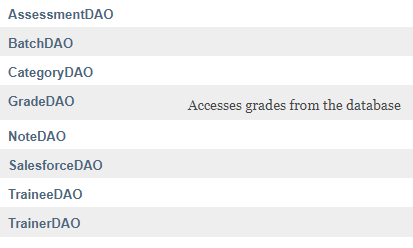 AssessmentDAO
BatchDAO
CategoryDAO
GradeDAO Accesses grades from the database
NoteDAO
SalesforceDAO
TraineeDAO
TrainerDAO